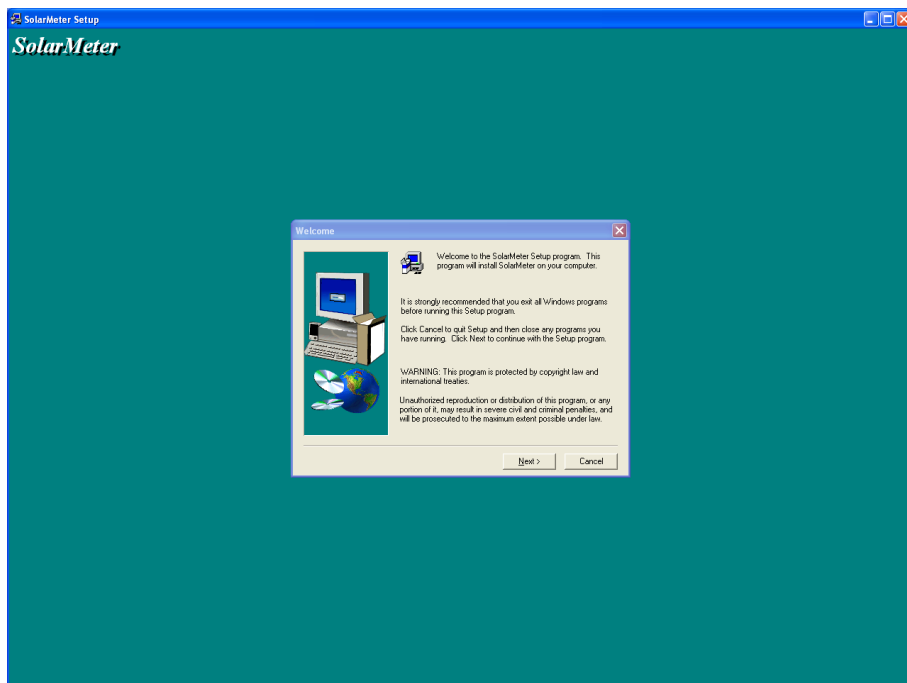 SolarMeter Setup
SolarMeter
Welcome
Welcome to the SolarMeter Setup program. This
program will install SolarMeter on your computer.
It is strongly recommended that you exit all Windows programs
before running this Setup program.
Click Cancel to quit Setup and then close any programs you
have running. Click Next to continue with the Setup program.
WARNING: This program is protected by copyright law and
international treaties.
Unauthorized reproduction or distribution of this program, or any
portion of it, may result in severe civil and criminal penalties, and
will be prosecuted to the maximum extent possible under law.
Next > Cancel